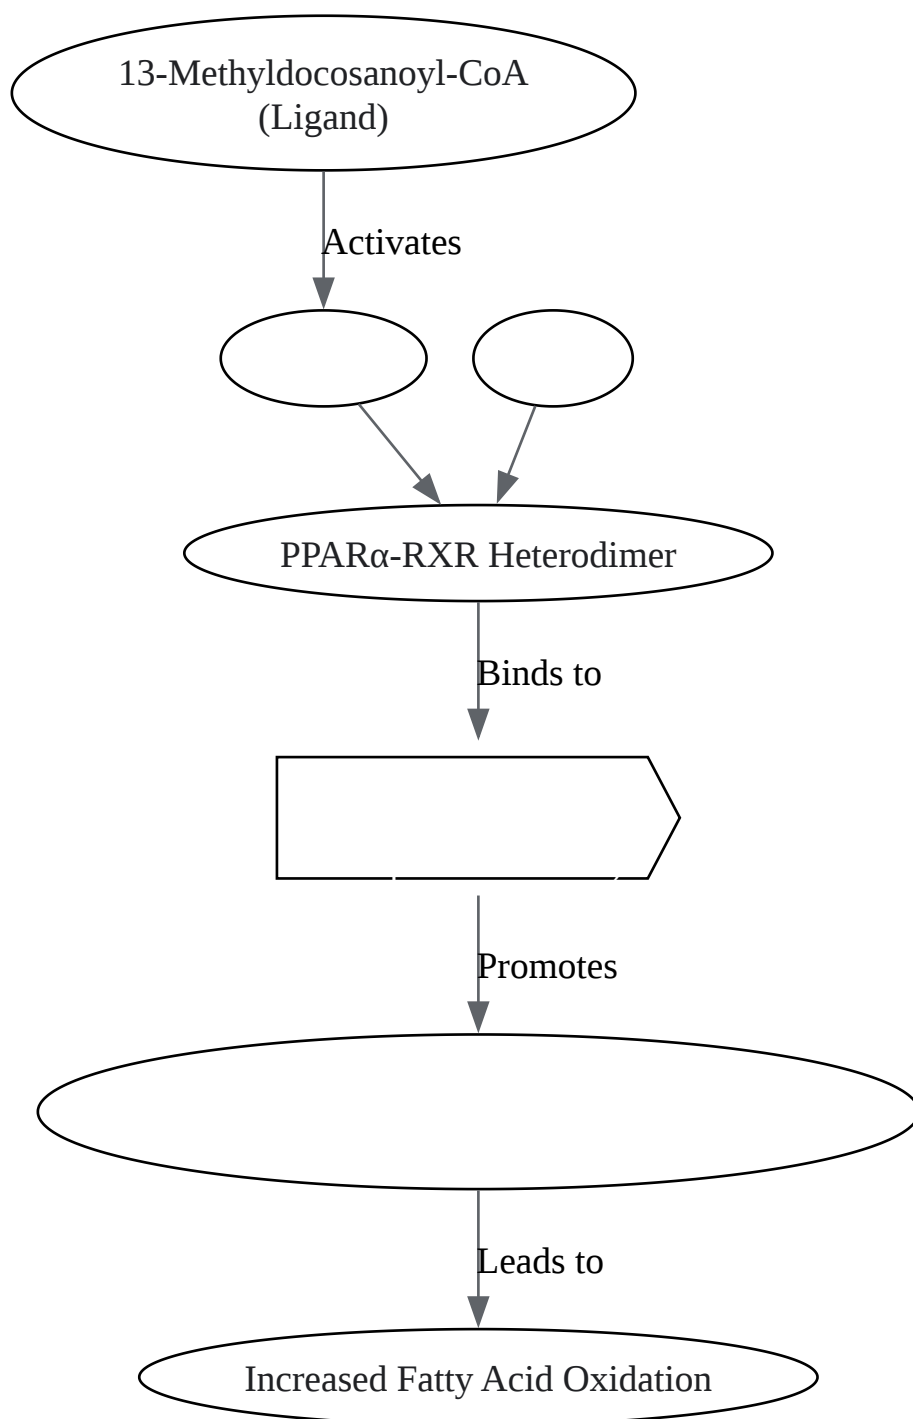 13-Methyldocosanoyl-CoA
(Ligand)
Activates
PPARα-RXR Heterodimer
Binds to
Promotes
Leads to
Increased Fatty Acid Oxidation